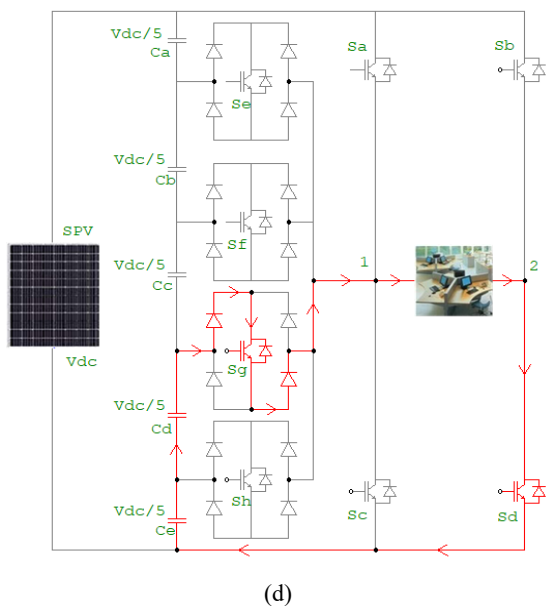 Vdc/5
Ca
Sa
Sb
Se
Vdc/5
Cb
Sf
SPV
Vdc/5
Cc
1
2
Vdc
Sg
Vdc/5
Cd
Vdc/5
Ce
Sh
Sc
Sd
(d)